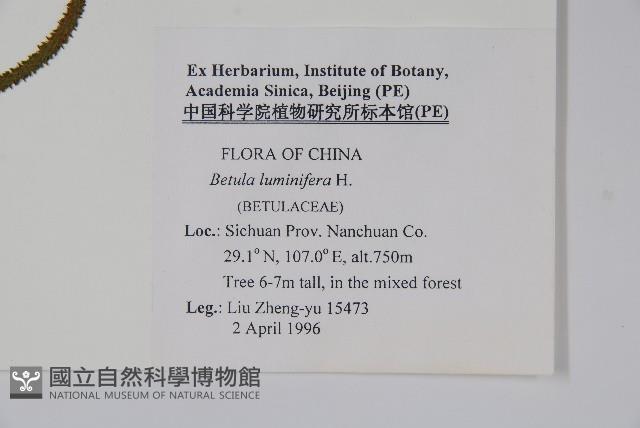 Ex Herbarium, Institute of Botany,
Academia Sinica, Beijing (PE)
中国科学院植物研究所标本馆(PE)
FLORA OF CHINA
Betula luminifera H.
(BETULACEAE)
Loc.: Sichuan Prov. Nanchuan Co.
29.1° N, 107.0° E, alt.750m
Tree 6-7m tall, in the mixed forest
Leg.: Liu Zheng-yu 15473
2 April 1996
國立自然科學博物館
NATIONAL MUSEUM OF NATURAL SCIENCE